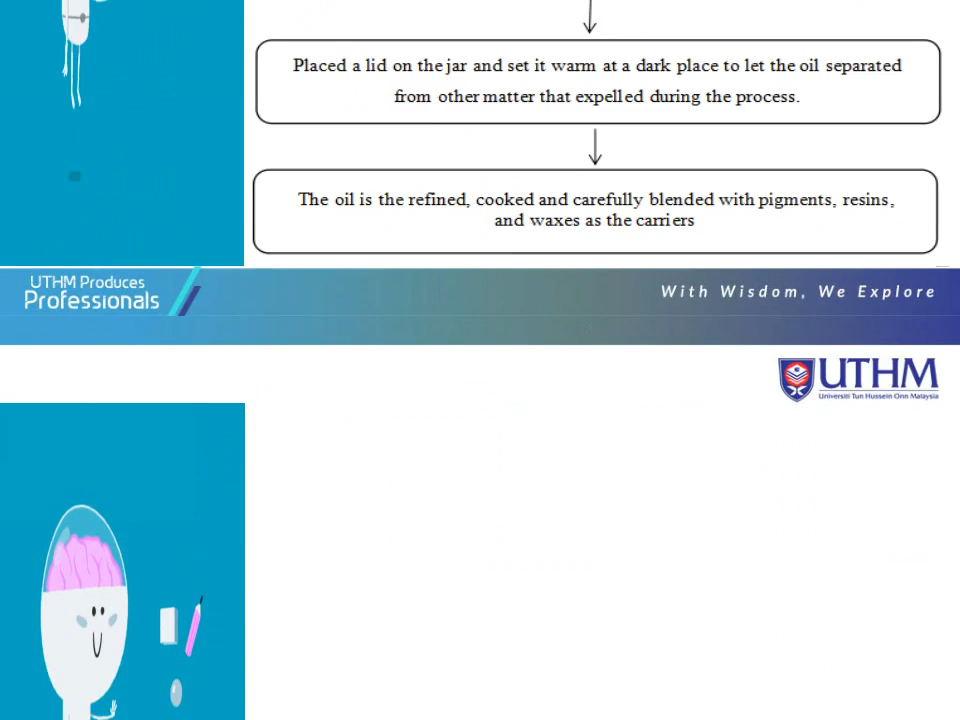 Placed a lid on the jar and set it warm at a dark place to let the oil separated
from other matter that expelled during the process.
The oil is the refined, cooked and carefully blended with pigments, resins,
and waxes as the carriers
UTHM Produces
Professionals
With Wisdom, We Explore
UTHM
Universiti Tun Hussein Onn Malaysia